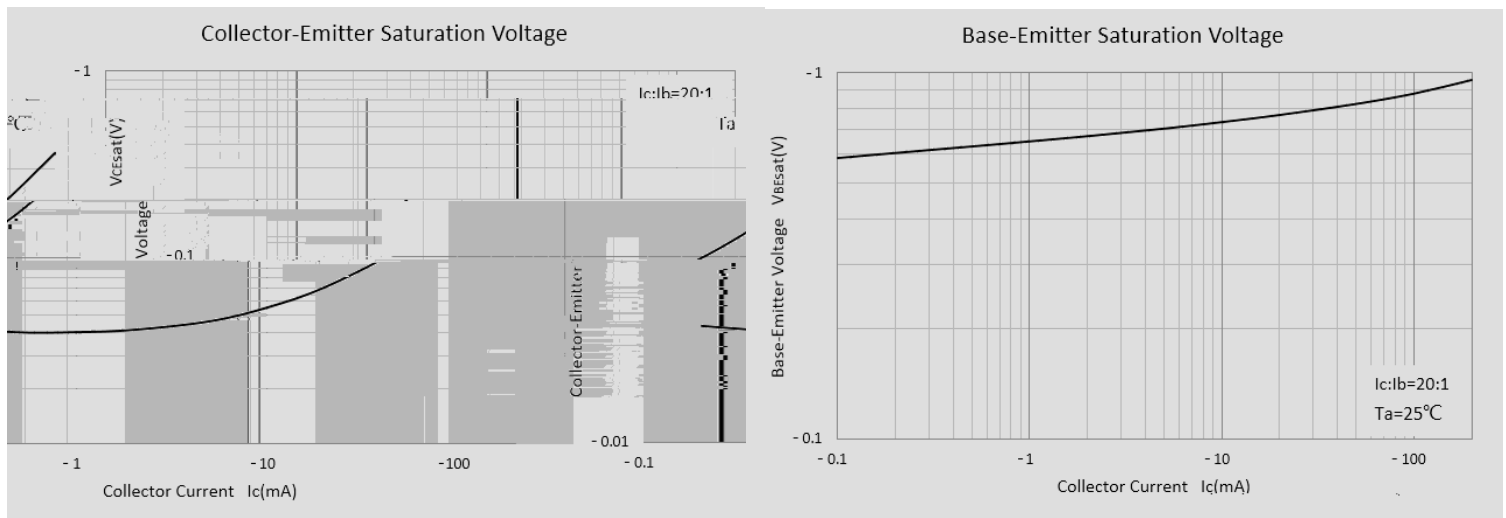 Collector-Emitter Saturation Voltage
-1
Ic:Ib=20:1
℃
Ta
VCEsat(V)
Voltage
-0.1
Collector-Emitter
-0.01
-1
-10
-100
-0.1
Collector Current Ic(mA)
Base-Emitter Saturation Voltage
-1
Base-Emitter Voltage VBEsat(V)
Ic:Ib=20:1
Ta=25℃
-0.1
-0.1
-1
-10
-100
Collector Current Ic(mA)